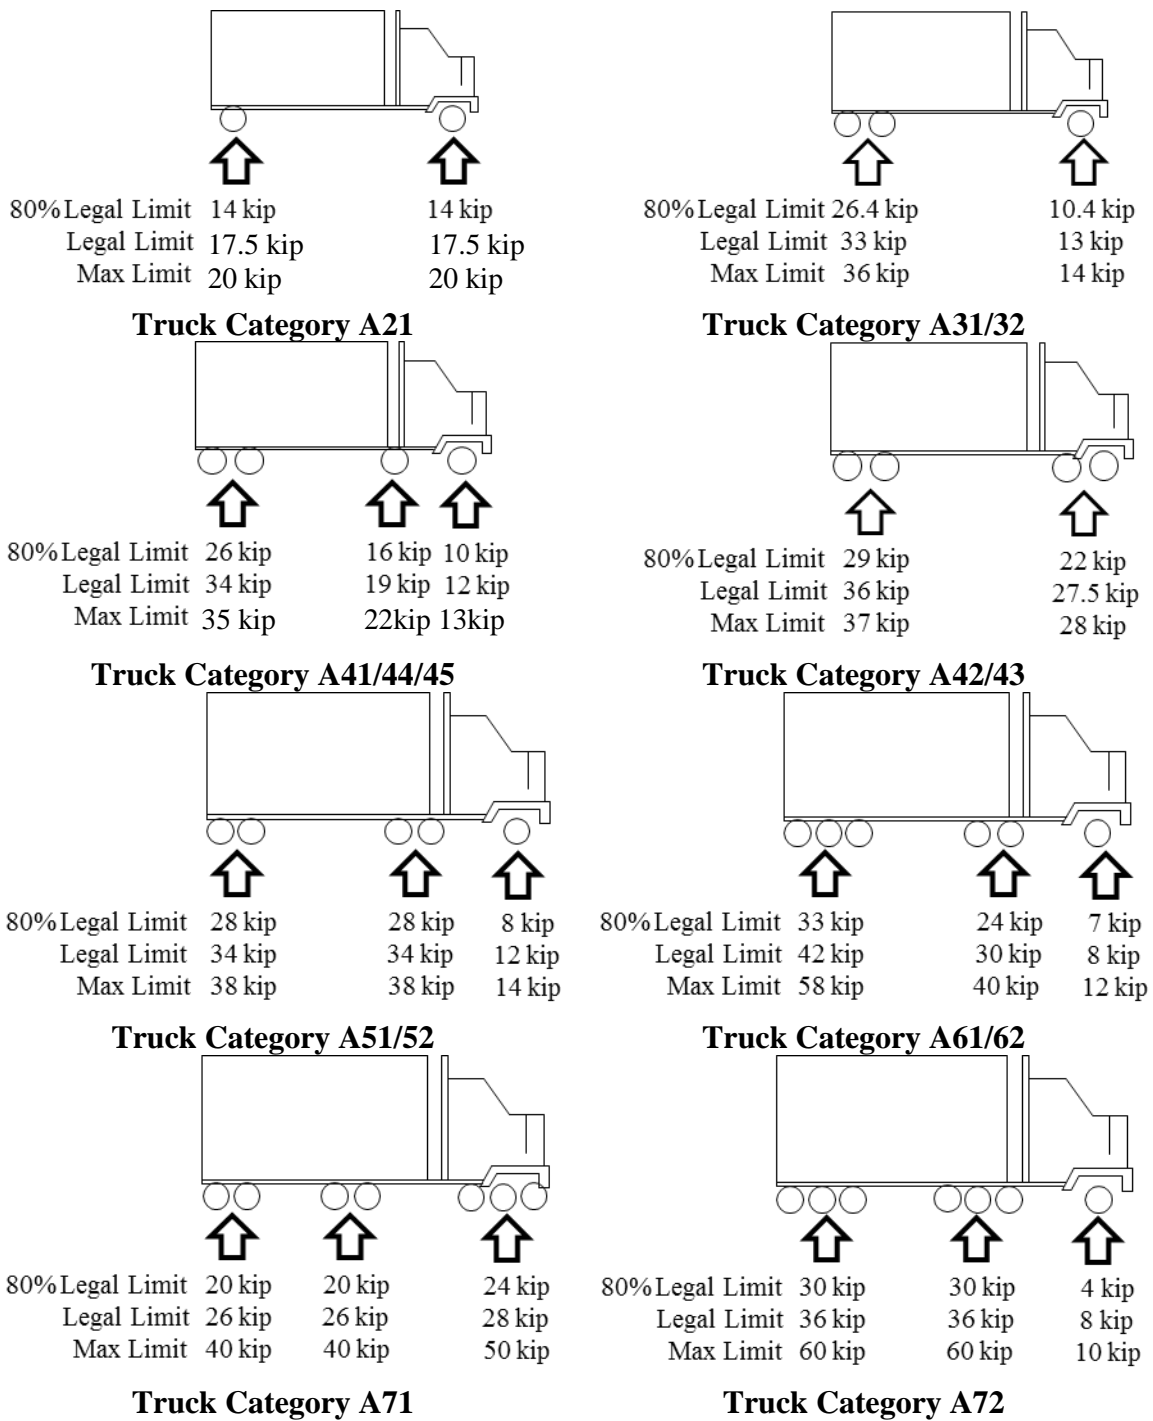 80% Legal Limit 14 kip 14 kip
Legal Limit 17.5 kip 17.5 kip
Max Limit 20 kip 20 kip
Truck Category A21
80% Legal Limit 26.4 kip 10.4 kip
Legal Limit 33 kip 13 kip
Max Limit 36 kip 14 kip
Truck Category A31/32
80% Legal Limit 26 kip 16 kip 10 kip
Legal Limit 34 kip 19 kip 12 kip
Max Limit 35 kip 22kip 13kip
Truck Category A41/44/45
80% Legal Limit 29 kip 22 kip
Legal Limit 36 kip 27.5 kip
Max Limit 37 kip 28 kip
Truck Category A42/43
80% Legal Limit 28 kip 28 kip 8 kip
Legal Limit 34 kip 34 kip 12 kip
Max Limit 38 kip 38 kip 14 kip
Truck Category A51/52
80% Legal Limit 33 kip 24 kip 7 kip
Legal Limit 42 kip 30 kip 8 kip
Max Limit 58 kip 40 kip 12 kip
Truck Category A61/62
80% Legal Limit 20 kip 20 kip 24 kip
Legal Limit 26 kip 26 kip 28 kip
Max Limit 40 kip 40 kip 50 kip
Truck Category A71
80% Legal Limit 30 kip 30 kip 4 kip
Legal Limit 36 kip 36 kip 8 kip
Max Limit 60 kip 60 kip 10 kip
Truck Category A72